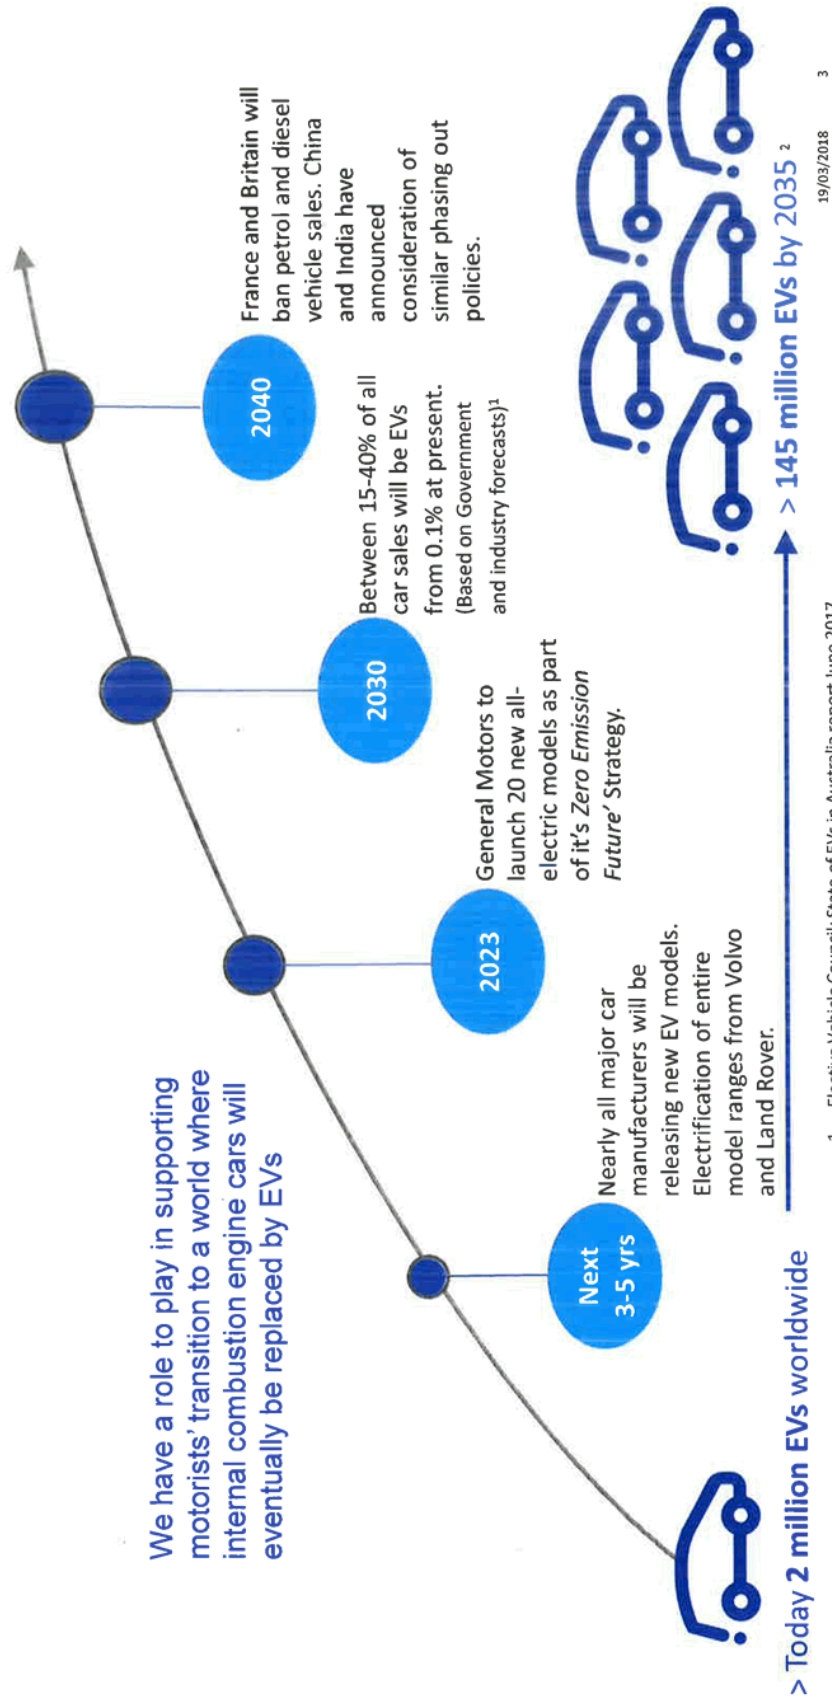 We have a role to play in supporting
motorists' transition to a world where
internal combustion engine cars will
eventually be replaced by EVs
Next
3-5 yrs
Nearly all major car
manufacturers will be
releasing new EV models.
Electrification of entire
model ranges from Volvo
and Land Rover.
2023
General Motors to
launch 20 new all-
electric models as part
of it's Zero Emission
Future' Strategy.
2030
Between 15-40% of all
car sales will be EVs
from 0.1% at present.
(Based on Government
and industry forecasts)¹
2040
France and Britain will
ban petrol and diesel
vehicle sales. China
and India have
announced
consideration of
similar phasing out
policies.
> Today 2 million EVs worldwide
> 145 million EVs by 2035 ²
19/03/2018 3